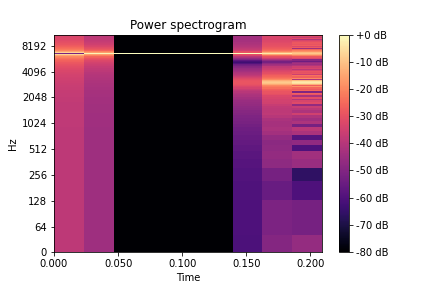 Power spectrogram
8192
4096
2048
1024
512
256
128
64
0
Hz
0.000 0.050 0.100 0.150 0.200
Time
+0 dB
-10 dB
-20 dB
-30 dB
-40 dB
-50 dB
-60 dB
-70 dB
-80 dB